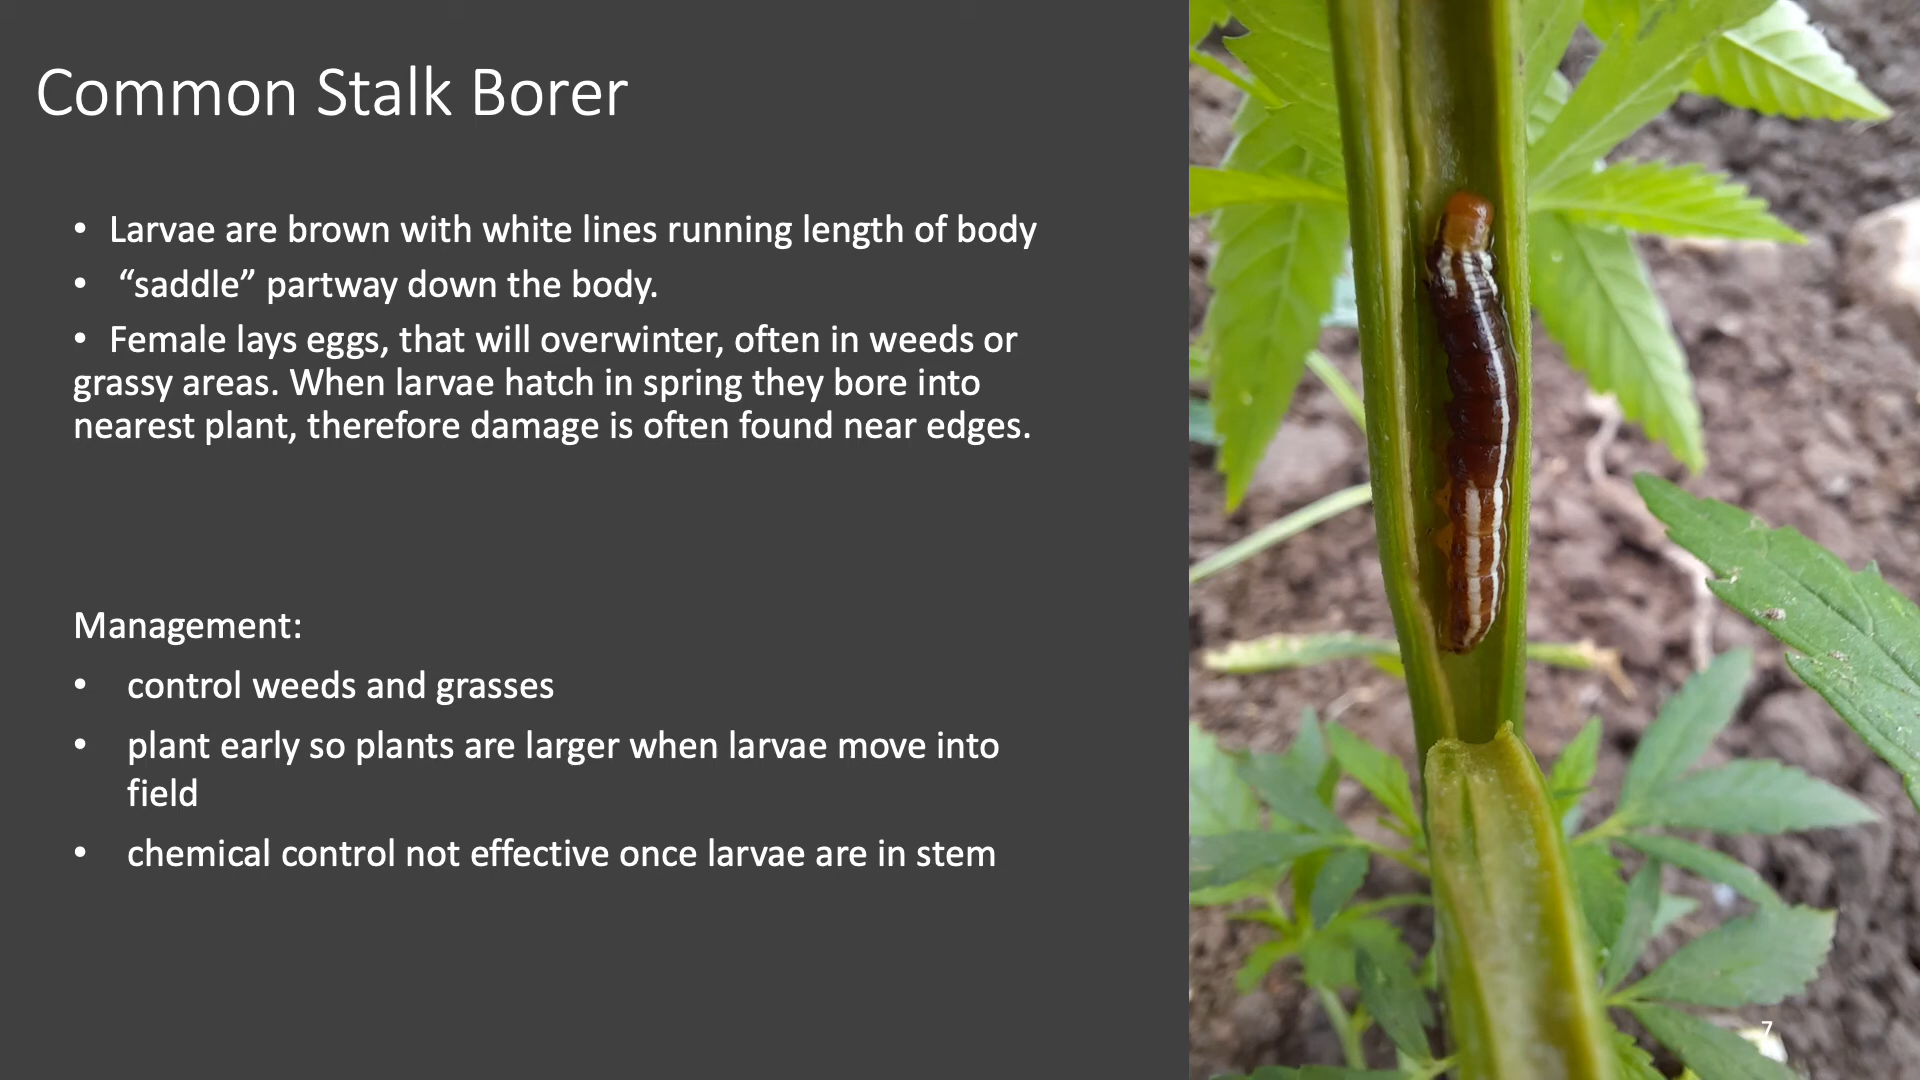 Common Stalk Borer
• Larvae are brown with white lines running length of body
• “saddle” partway down the body.
• Female lays eggs, that will overwinter, often in weeds or
grassy areas. When larvae hatch in spring they bore into
nearest plant, therefore damage is often found near edges.
Management:
• control weeds and grasses
• plant early so plants are larger when larvae move into
field
• chemical control not effective once larvae are in stem
7